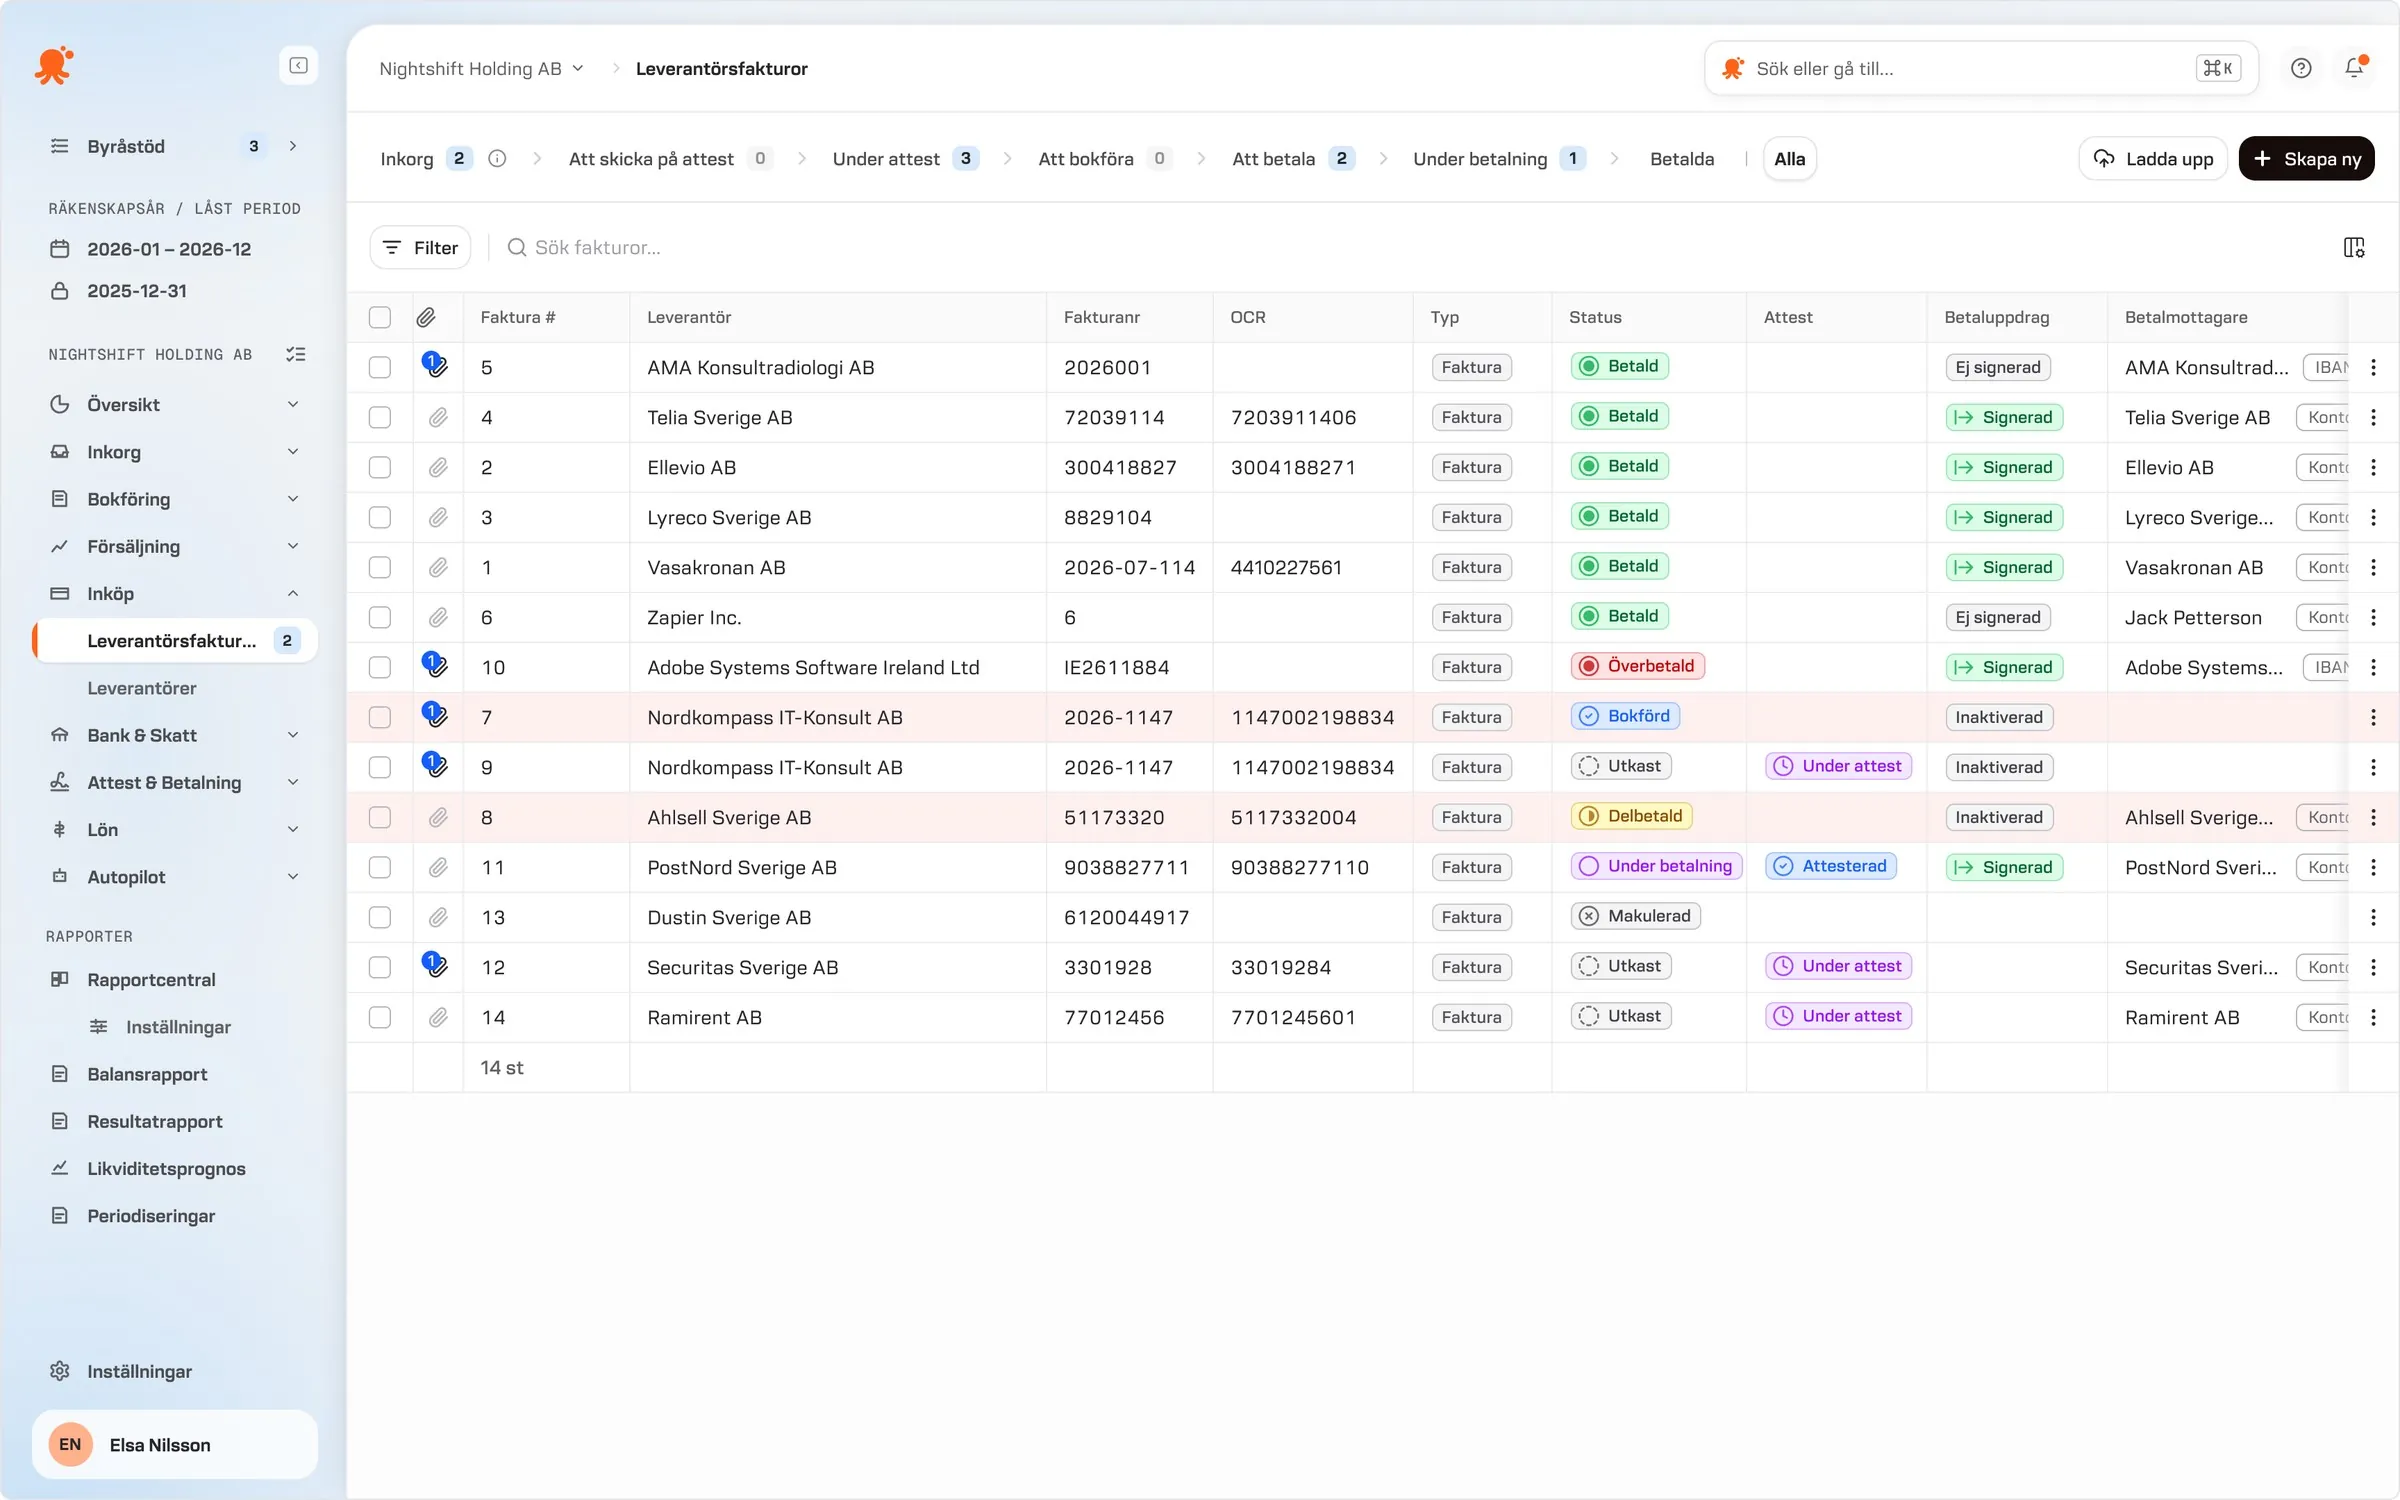 Nightshift Holding AB
Leverantörsfakturor
Sök eller gå till...
⌘K
Byråstöd 3
RÄKENSKAPSÅR / LÅST PERIOD
2026-01 – 2026-12
2025-12-31
NIGHTSHIFT HOLDING AB
Översikt
Inkorg
Bokföring
Försäljning
Inköp
Leverantörsfaktur... 2
Leverantörer
Bank & Skatt
Attest & Betalning
Lön
Autopilot
RAPPORTER
Rapportcentral
Inställningar
Balansrapport
Resultatrapport
Likviditetsprognos
Periodiseringar
Inställningar
EN Elsa Nilsson
Inkorg 2 Att skicka på attest 0 Under attest 3 Att bokföra 0 Att betala 2 Under betalning 1 Betalda Alla
Ladda upp
Skapa ny
Filter
Sök fakturor...
Faktura # Leverantör Fakturanr OCR Typ Status Attest Betaluppdrag Betalmottagare
1 5 AMA Konsultradiologi AB 2026001 Faktura Betald Ej signerad AMA Konsultrad... IBAN
4 Telia Sverige AB 72039114 7203911406 Faktura Betald Signerad Telia Sverige AB Konto
2 Ellevio AB 300418827 3004188271 Faktura Betald Signerad Ellevio AB Konto
3 Lyreco Sverige AB 8829104 Faktura Betald Signerad Lyreco Sverige... Konto
1 Vasakronan AB 2026-07-114 4410227561 Faktura Betald Signerad Vasakronan AB Konto
6 Zapier Inc. 6 Faktura Betald Ej signerad Jack Petterson Konto
1 10 Adobe Systems Software Ireland Ltd IE2611884 Faktura Överbetald Signerad Adobe Systems... IBAN
1 7 Nordkompass IT-Konsult AB 2026-1147 1147002198834 Faktura Bokförd Inaktiverad
1 9 Nordkompass IT-Konsult AB 2026-1147 1147002198834 Faktura Utkast Under attest Inaktiverad
8 Ahlsell Sverige AB 51173320 5117332004 Faktura Delbetald Inaktiverad Ahlsell Sverige... Konto
11 PostNord Sverige AB 9038827711 90388277110 Faktura Under betalning Attesterad Signerad PostNord Sveri... Konto
13 Dustin Sverige AB 6120044917 Faktura Makulerad
1 12 Securitas Sverige AB 3301928 33019284 Faktura Utkast Under attest Securitas Sveri... Konto
14 Ramirent AB 77012456 7701245601 Faktura Utkast Under attest Ramirent AB Konto
14 st